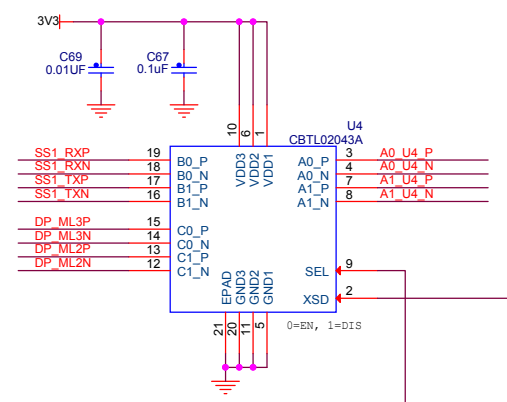 3V3
C69
0.01UF
C67
0.1uF
U4
CBTL02043A
10
6
1
VDD3
VDD2
VDD1
SS1_RXP 19 B0_P A0_P 3 A0_U4_P
SS1_RXN 18 B0_N A0_N 4 A0_U4_N
SS1_TXP 17 B1_P A1_P 7 A1_U4_P
SS1_TXN 16 B1_N A1_N 8 A1_U4_N
DP_ML3P 15 C0_P
DP_ML3N 14 C0_N
DP_ML2P 13 C1_P
DP_ML2N 12 C1_N
SEL 9
XSD 2
EPAD
GND3
GND2
GND1
21
20
11
5
0=EN, 1=DIS